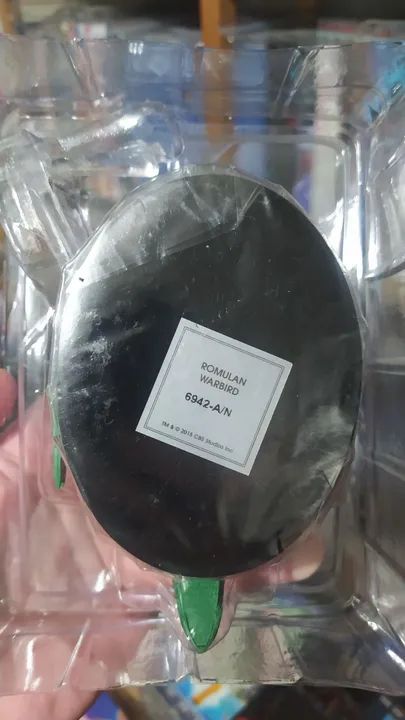 ROMULAN
WARBIRD
6942-A/N
TM & © 2015 CBS Studios Inc